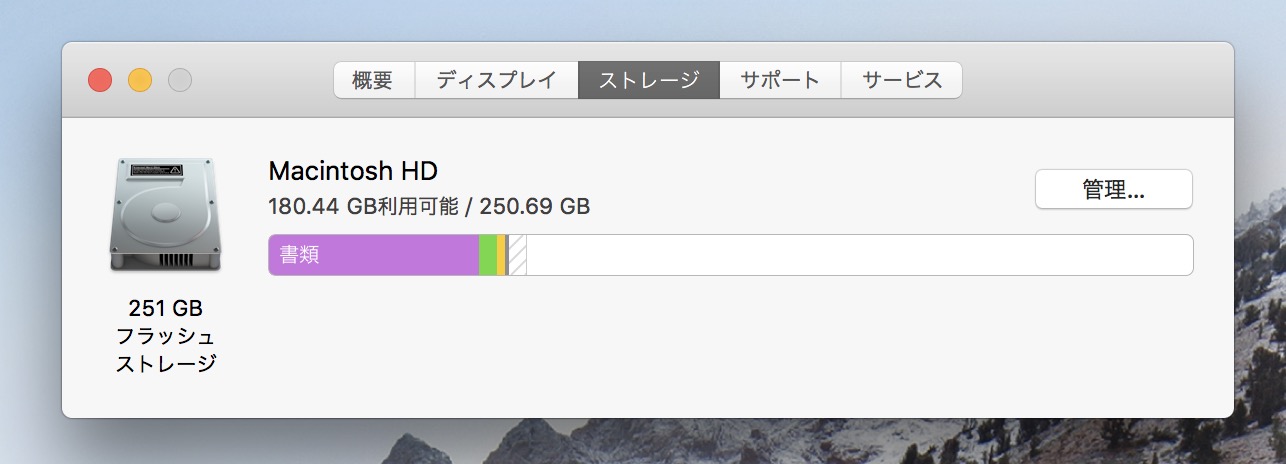 概要 ディスプレイ ストレージ サポート サービス
Macintosh HD
180.44 GB利用可能 / 250.69 GB
管理...
書類
251 GB
フラッシュ
ストレージ